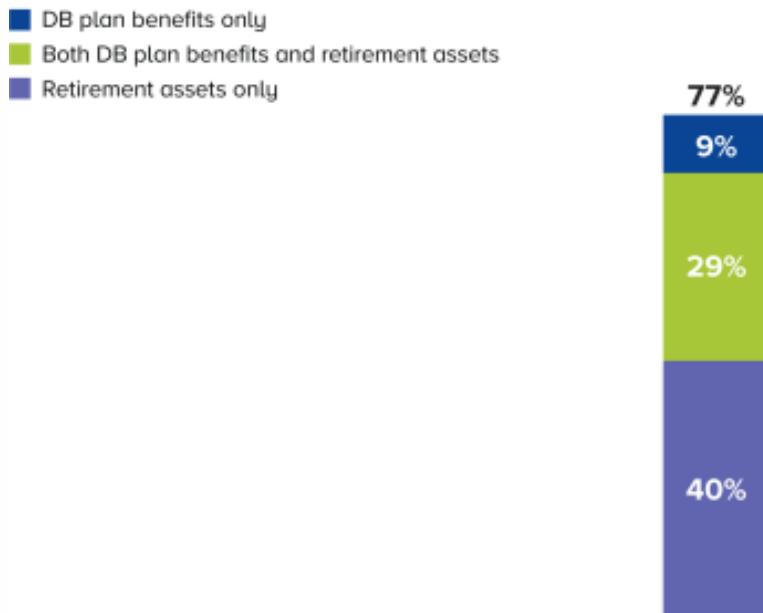 DB plan benefits only
Both DB plan benefits and retirement assets
Retirement assets only
77%
9%
29%
40%